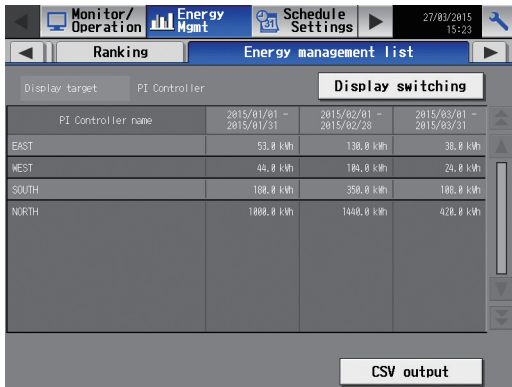 Monitor/ Operation
Energy Mgmt
31
Schedule Settings
27/03/2015
15:23
Ranking
Energy management list
Display target PI Controller
Display switching
PI Controller name
2015/01/01 - 2015/01/31
2015/02/01 - 2015/02/28
2015/03/01 - 2015/03/31
EAST 53.0 kWh 130.0 kWh 38.0 kWh
WEST 44.0 kWh 104.0 kWh 24.0 kWh
SOUTH 180.0 kWh 350.0 kWh 108.0 kWh
NORTH 1000.0 kWh 1440.0 kWh 420.0 kWh
CSV output